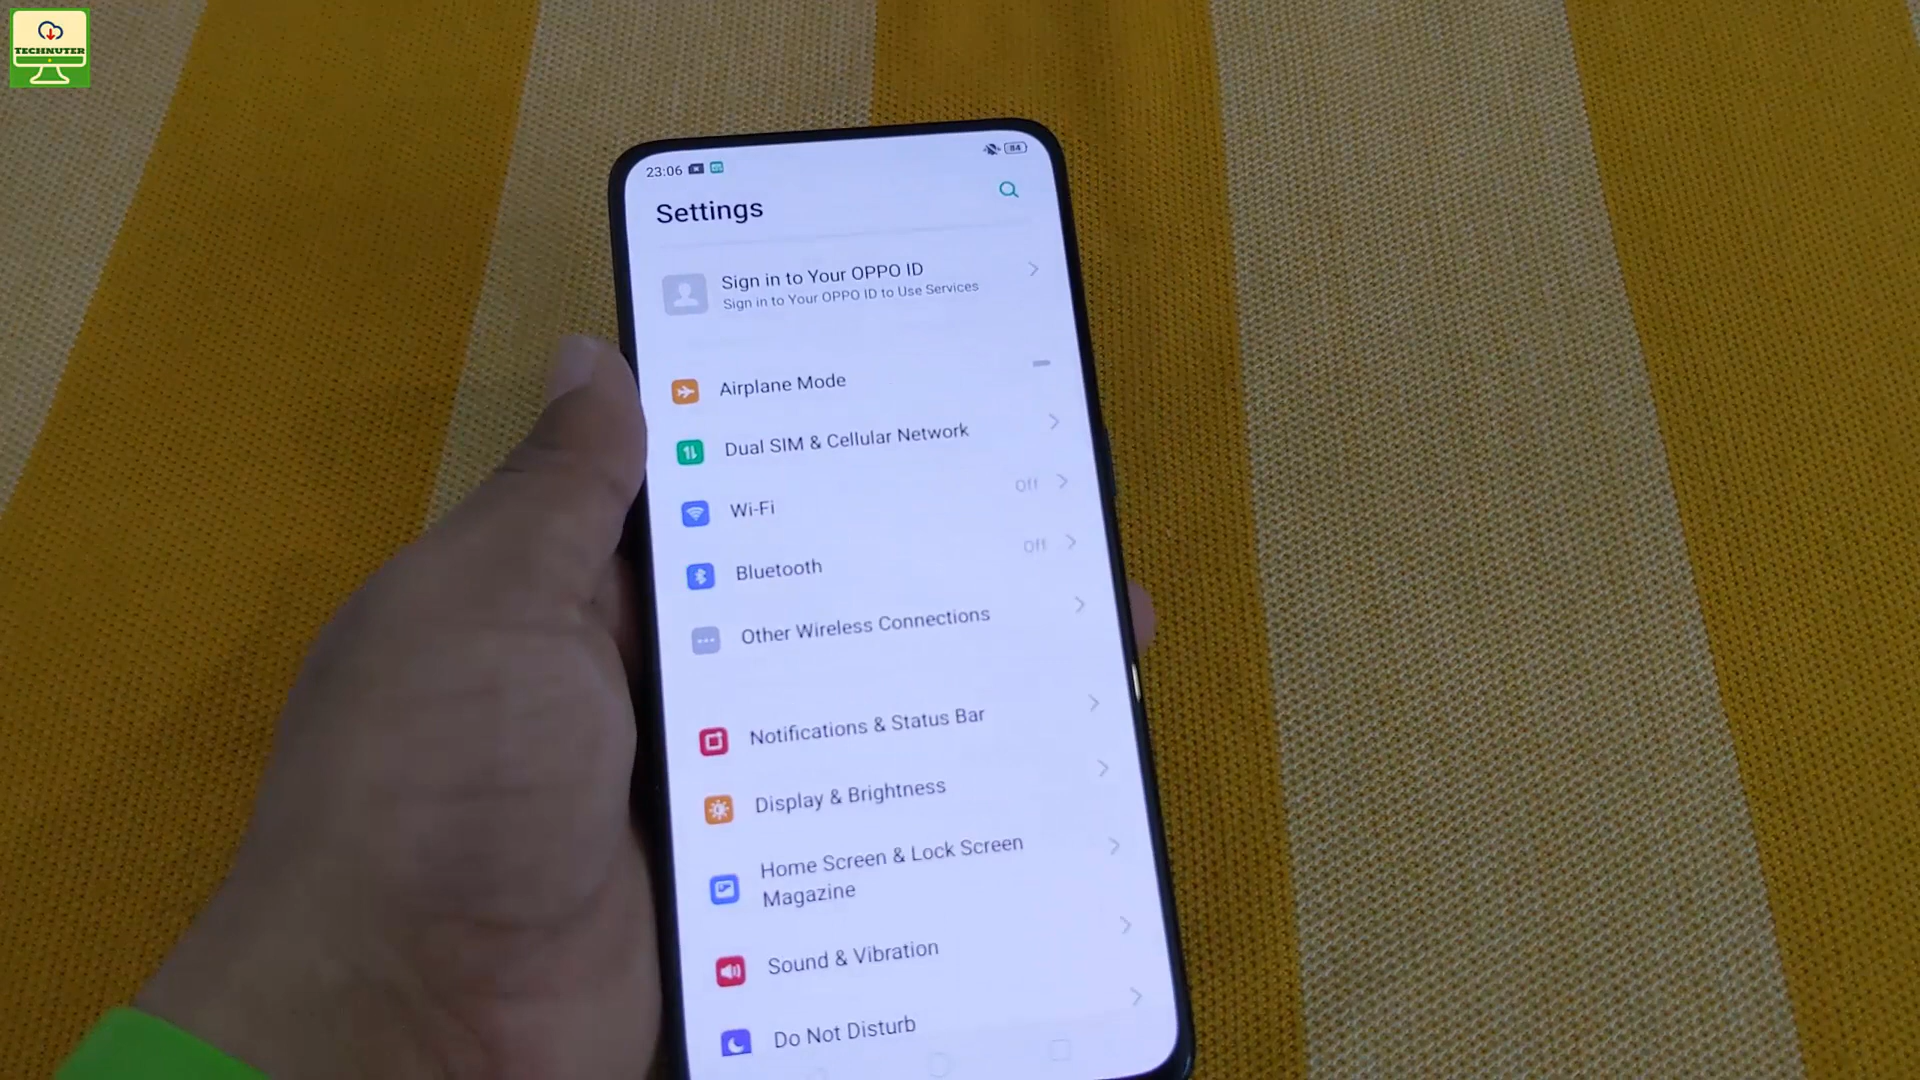 TECHNUTER
23:06
84
Settings
Sign in to Your OPPO ID
Sign in to Your OPPO ID to Use Services
Airplane Mode
Dual SIM & Cellular Network
Wi-Fi
Off
Bluetooth
Off
Other Wireless Connections
Notifications & Status Bar
Display & Brightness
Home Screen & Lock Screen
Magazine
Sound & Vibration
Do Not Disturb